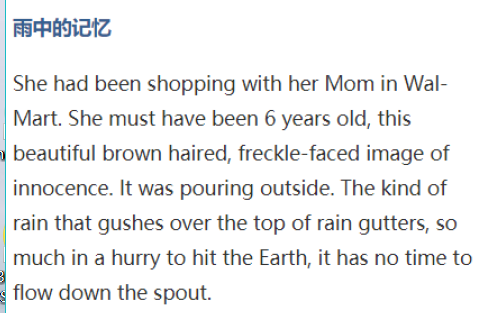 雨中的记忆
She had been shopping with her Mom in Wal-
Mart. She must have been 6 years old, this
beautiful brown haired, freckle-faced image of
innocence. It was pouring outside. The kind of
rain that gushes over the top of rain gutters, so
much in a hurry to hit the Earth, it has no time to
flow down the spout.